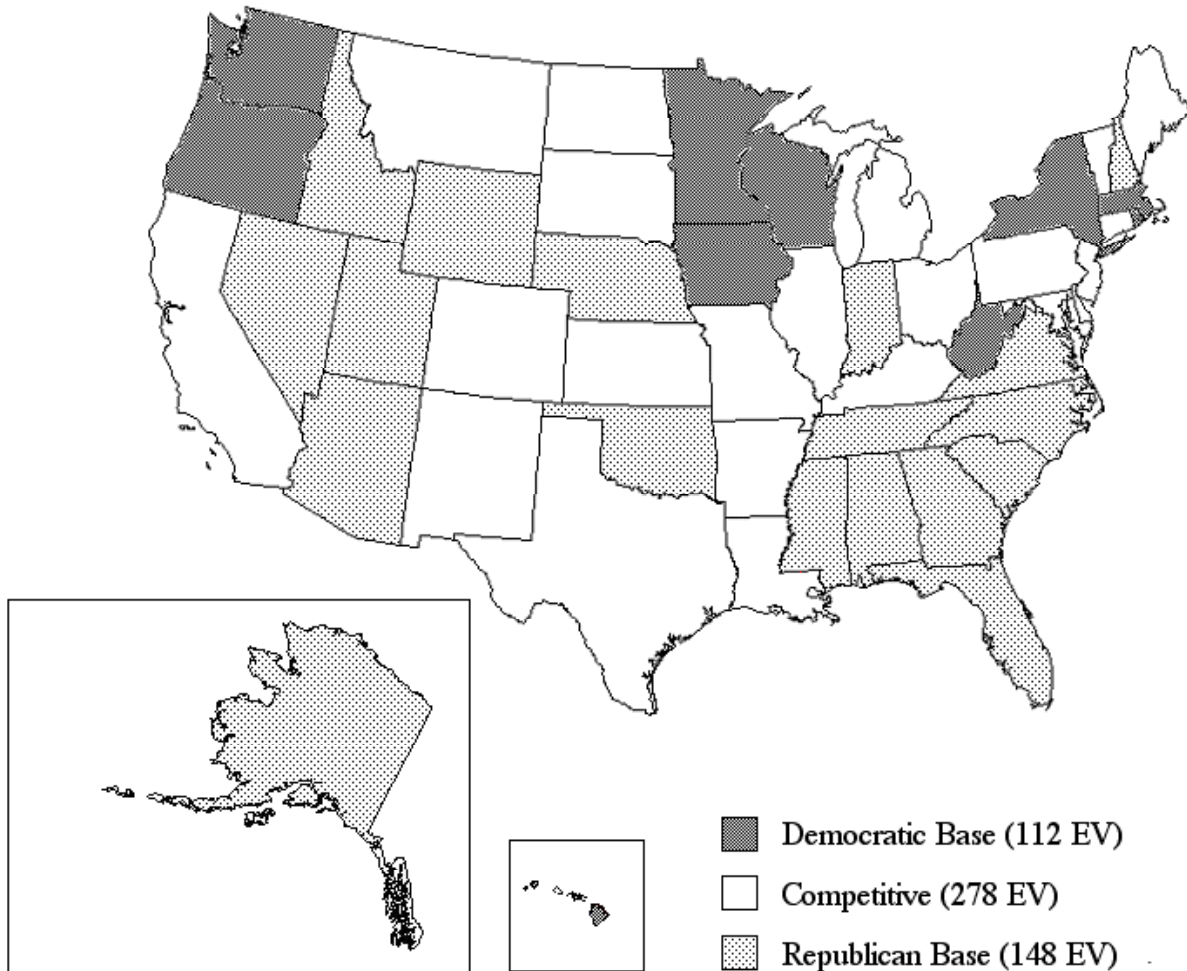 Democratic Base (112 EV)
Competitive (278 EV)
Republican Base (148 EV)